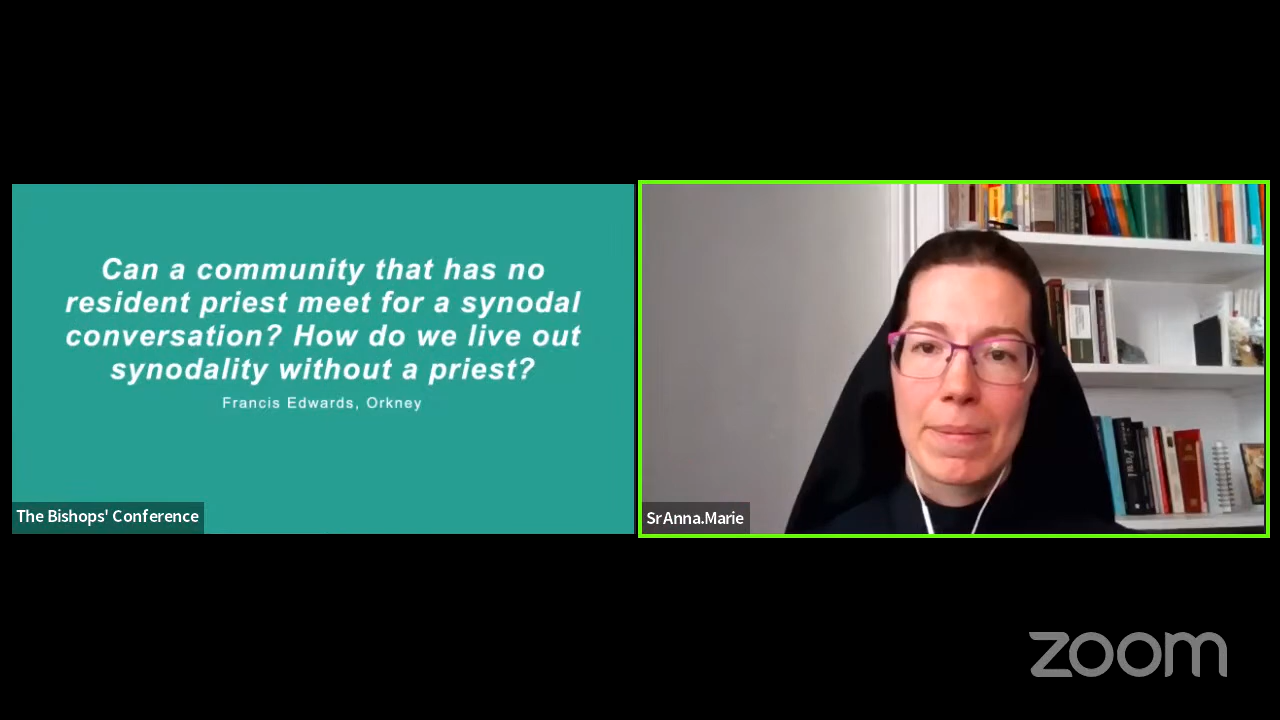 Can a community that has no
resident priest meet for a synodal
conversation? How do we live out
synodality without a priest?
Francis Edwards, Orkney
The Bishops' Conference
SrAnna.Marie
zoom